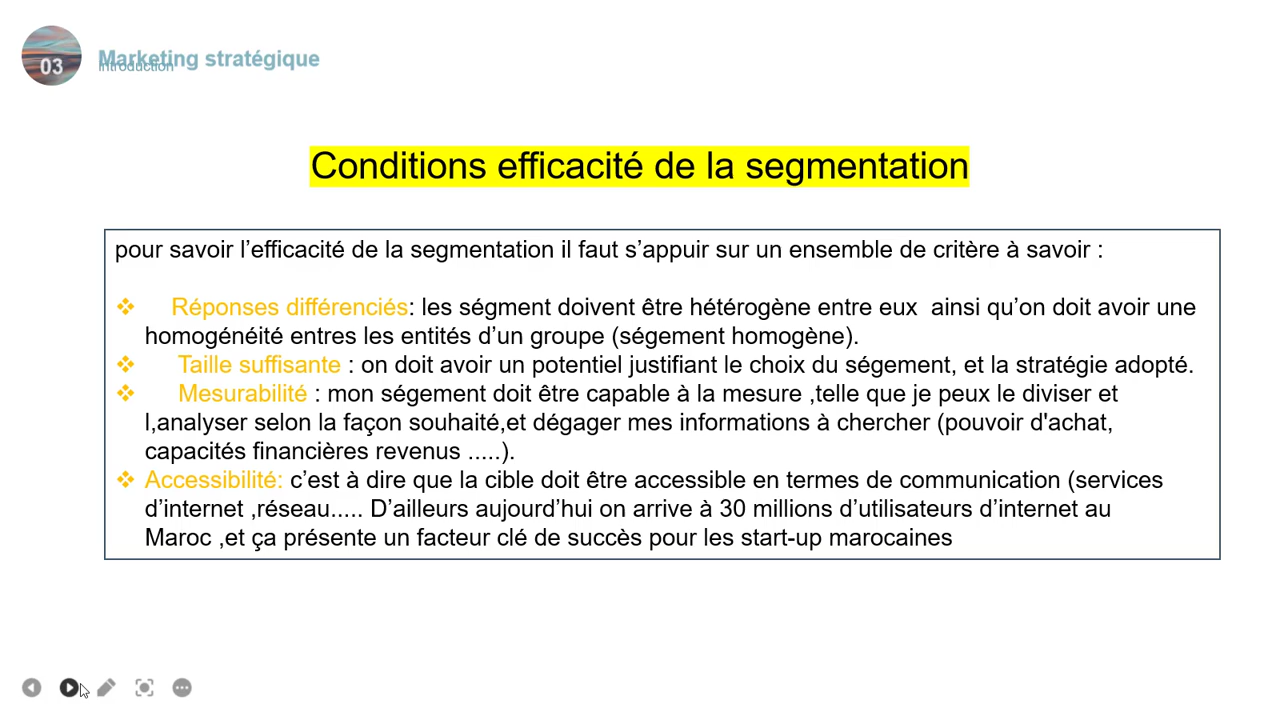 03
Marketing stratégique
Introduction
Conditions efficacité de la segmentation
pour savoir l’efficacité de la segmentation il faut s’appuir sur un ensemble de critère à savoir :
❖ Réponses différenciés: les ségment doivent être hétérogène entre eux ainsi qu’on doit avoir une
homogénéité entres les entités d’un groupe (ségement homogène).
❖ Taille suffisante : on doit avoir un potentiel justifiant le choix du ségement, et la stratégie adopté.
❖ Mesurabilité : mon ségement doit être capable à la mesure ,telle que je peux le diviser et
l,analyser selon la façon souhaité,et dégager mes informations à chercher (pouvoir d'achat,
capacités financières revenus .....).
❖ Accessibilité: c’est à dire que la cible doit être accessible en termes de communication (services
d’internet ,réseau..... D’ailleurs aujourd’hui on arrive à 30 millions d’utilisateurs d’internet au
Maroc ,et ça présente un facteur clé de succès pour les start-up marocaines